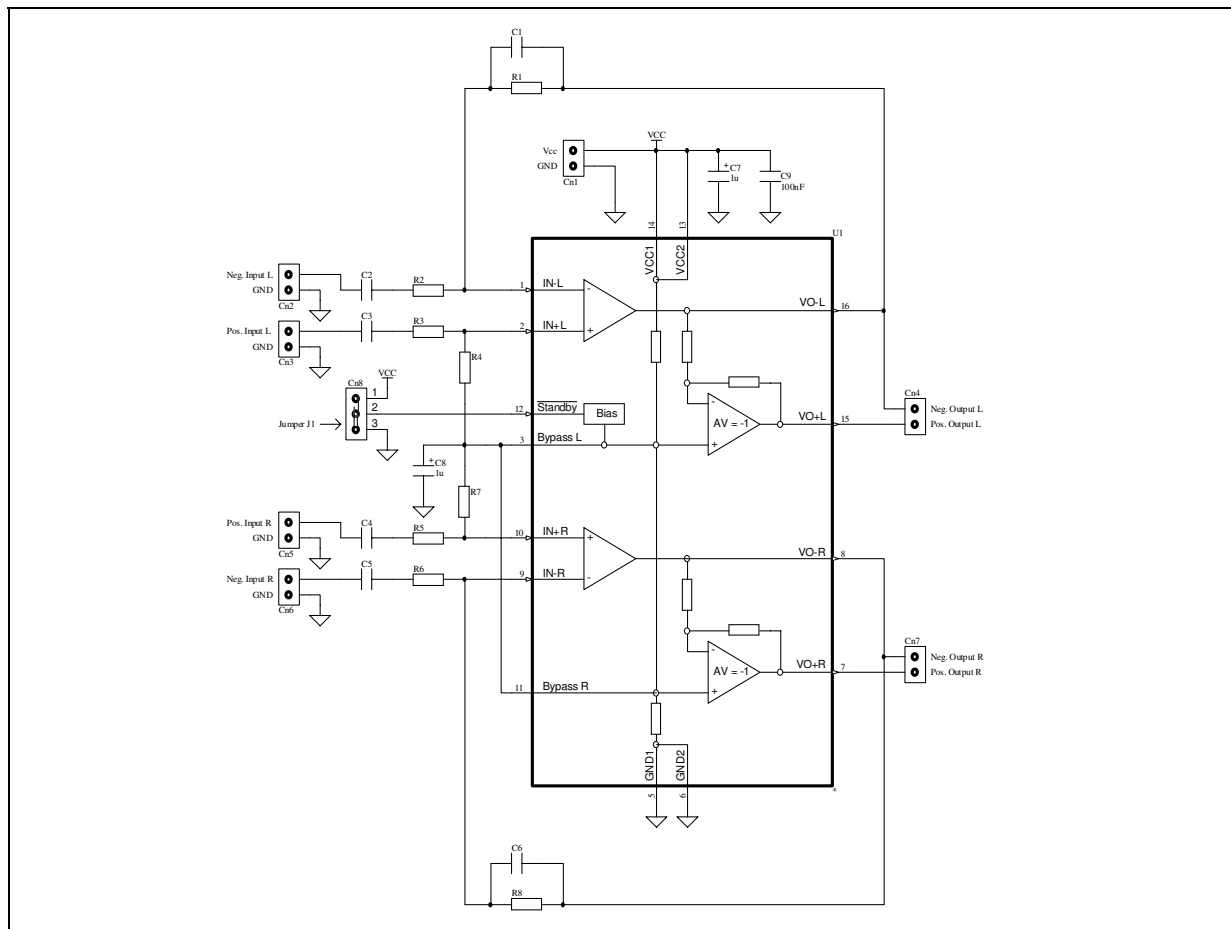 C1
R1
VCC
Vcc
GND
Cn1
+
C7
1u
C9
100nF
14
13
U1
VCC1
VCC2
Neg. Input L
GND
Cn2
C2
R2
1
IN-L
-
VO-L
16
Pos. Input L
GND
Cn3
C3
R3
2
IN+L
+
R4
Cn8
VCC
1
2
3
Jumper J1
12
Standby
Bias
3
Bypass L
-
AV = -1
+
VO+L
15
Cn4
Neg. Output L
Pos. Output L
+
C8
1u
R7
Pos. Input R
GND
Cn5
C4
R5
10
IN+R
+
VO-R
8
Neg. Input R
GND
Cn6
C5
R6
9
IN-R
-
-
AV = -1
+
VO+R
7
Cn7
Neg. Output R
Pos. Output R
11
Bypass R
GND1
GND2
5
6
*
C6
R8